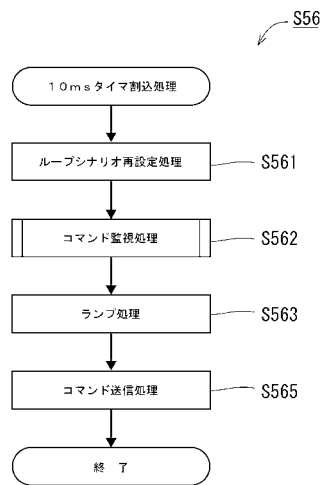 S56
10msタイマ割込処理
ループシナリオ再設定処理
S561
コマンド監視処理
S562
ランプ処理
S563
コマンド送信処理
S565
終 了